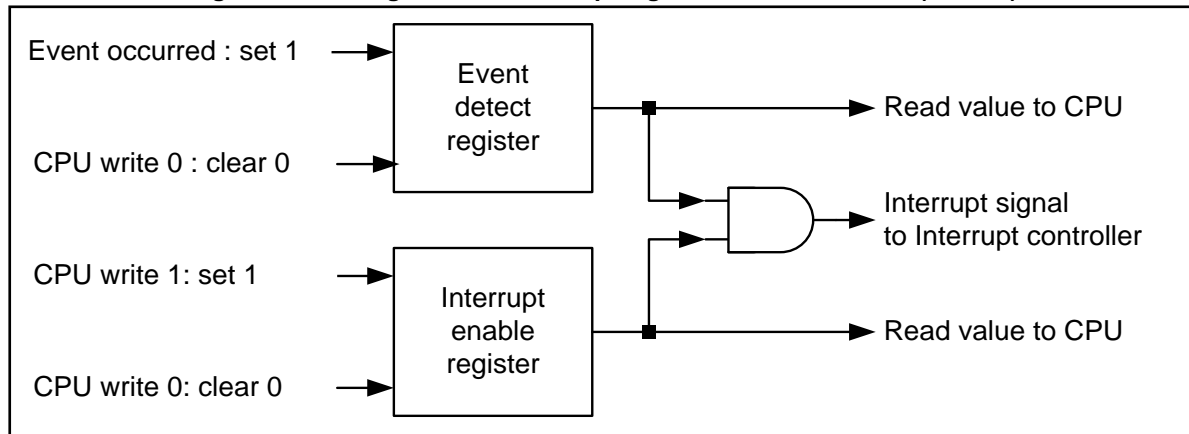 Event occurred : set 1
CPU write 0 : clear 0
Event
detect
register
Read value to CPU
Interrupt signal
to Interrupt controller
CPU write 1: set 1
CPU write 0: clear 0
Interrupt
enable
register
Read value to CPU